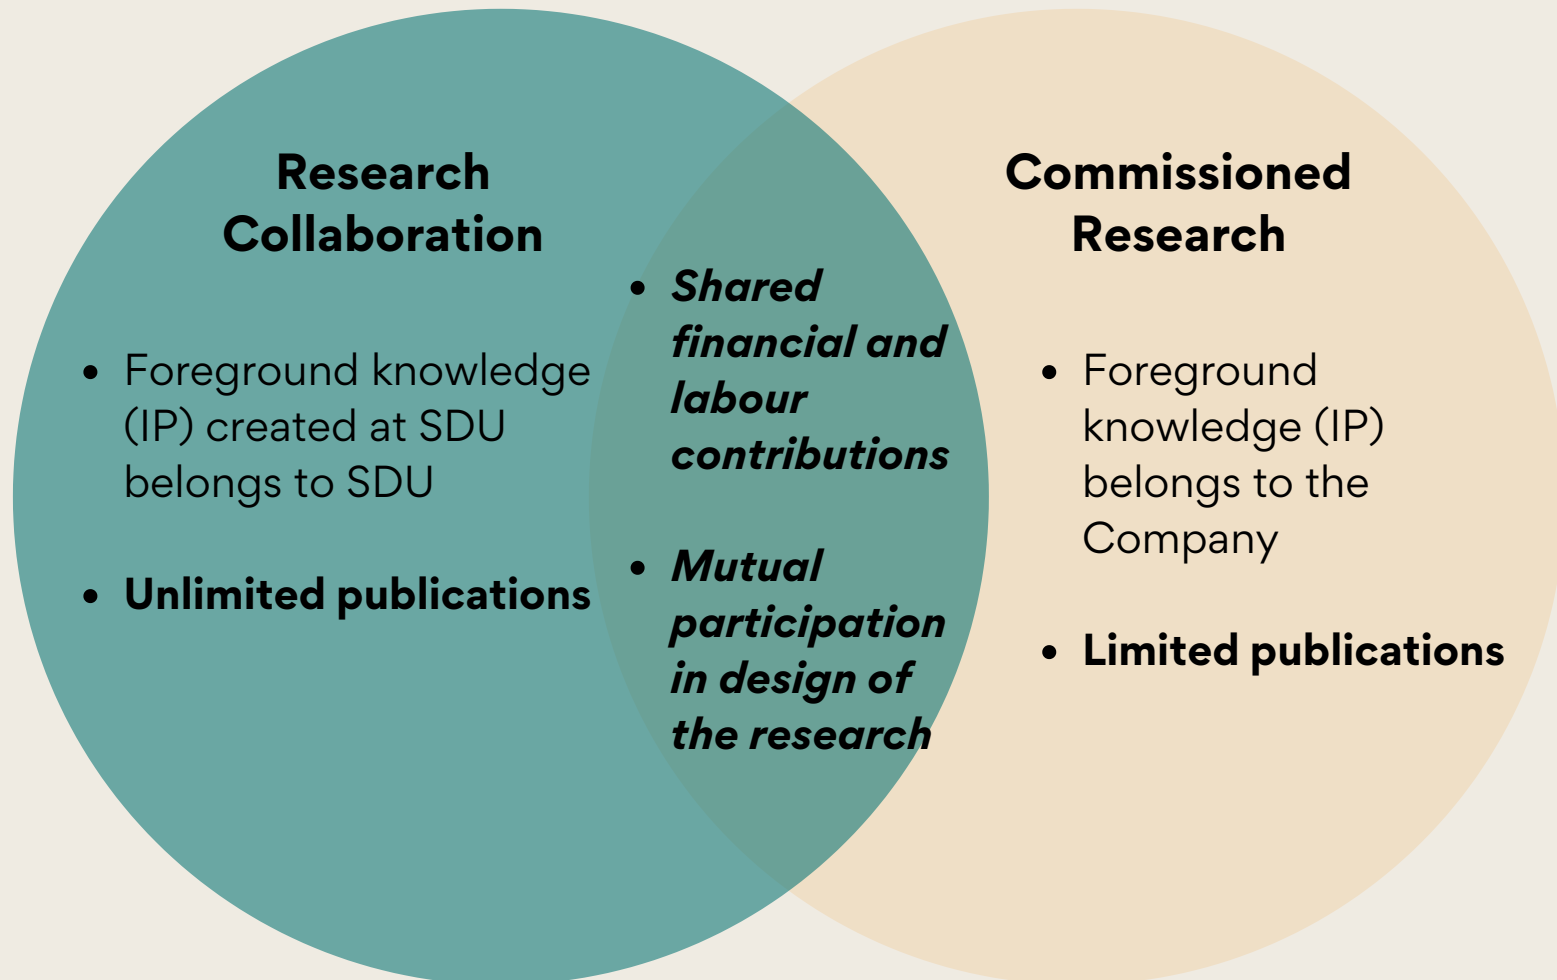 Research
Collaboration
• Foreground knowledge
(IP) created at SDU
belongs to SDU
• Unlimited publications
• Shared
financial and
labour
contributions
• Mutual
participation
in design of
the research
Commissioned
Research
• Foreground
knowledge (IP)
belongs to the
Company
• Limited publications